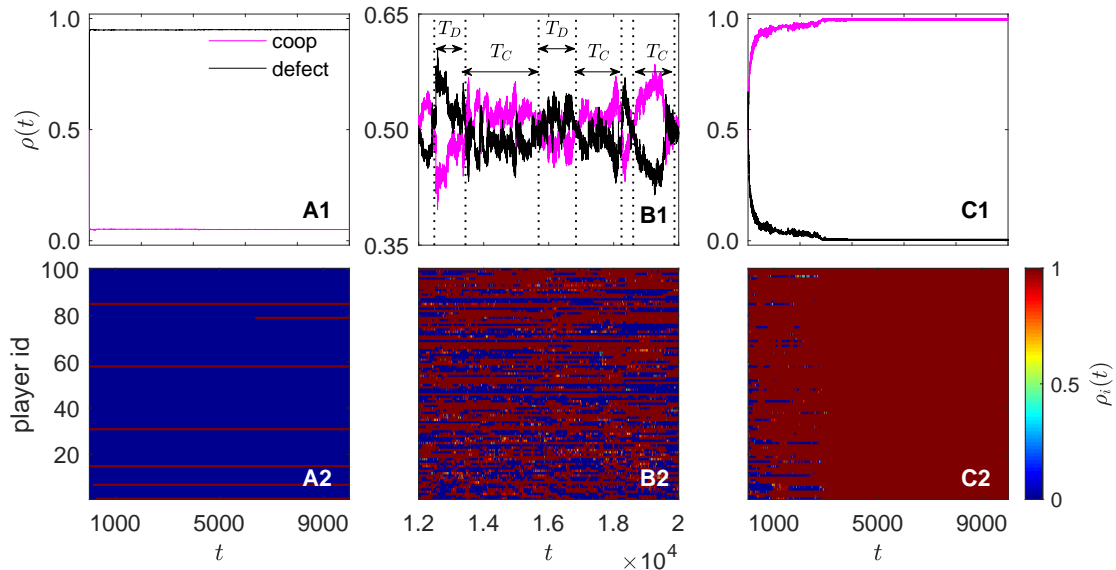 1.0
0.5
0.0
ρ(t)
coop
defect
A1
0.65
0.50
0.35
T_D
T_C
T_D
T_C
T_C
B1
1.0
0.5
0.0
C1
100
80
60
40
20
player id
A2
1000 5000 9000
t
B2
1.2 1.4 1.6 1.8 2
t
×10^4
C2
1000 5000 9000
t
1
0.5
0
ρ_i(t)